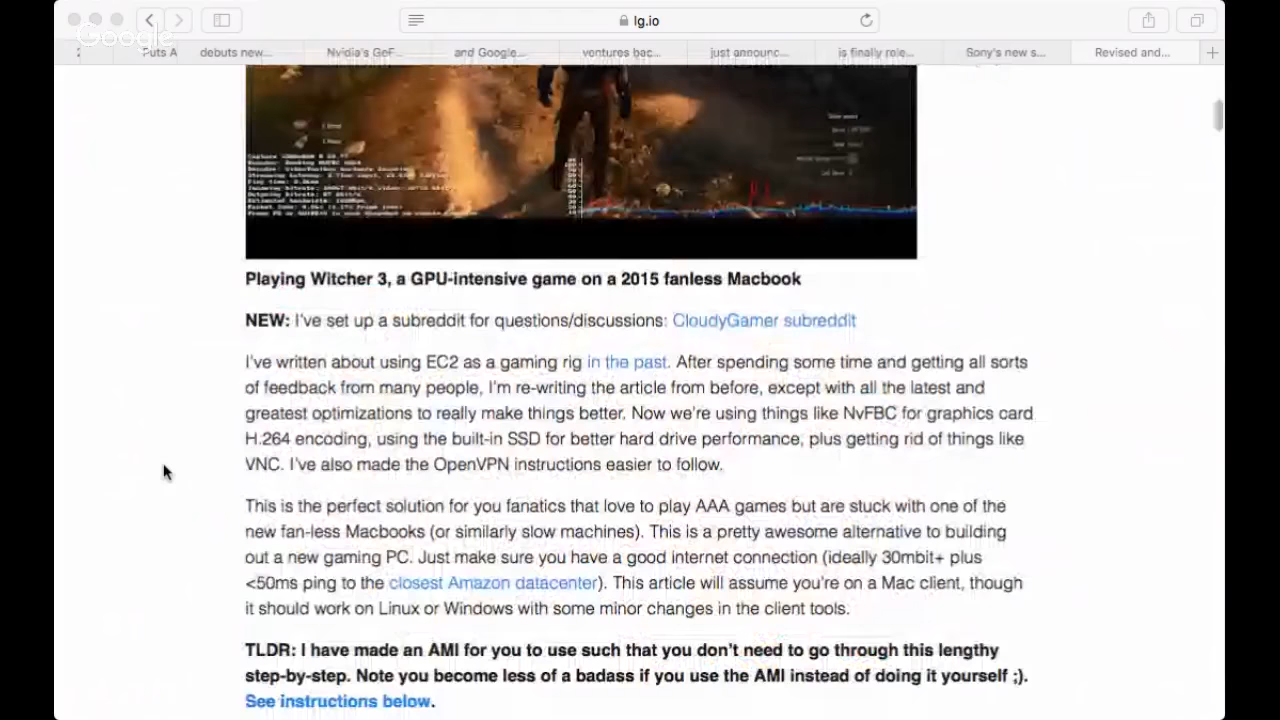 Google
lg.io
Puts A
debuts new...
Nvidia's GeF...
and Google...
ventures bac...
just announc...
is finally role...
Sony's new s...
Revised and...
Playing Witcher 3, a GPU-intensive game on a 2015 fanless Macbook
NEW: I've set up a subreddit for questions/discussions: CloudyGamer subreddit
I've written about using EC2 as a gaming rig in the past. After spending some time and getting all sorts
of feedback from many people, I'm re-writing the article from before, except with all the latest and
greatest optimizations to really make things better. Now we're using things like NvFBC for graphics card
H.264 encoding, using the built-in SSD for better hard drive performance, plus getting rid of things like
VNC. I've also made the OpenVPN instructions easier to follow.
This is the perfect solution for you fanatics that love to play AAA games but are stuck with one of the
new fan-less Macbooks (or similarly slow machines). This is a pretty awesome alternative to building
out a new gaming PC. Just make sure you have a good internet connection (ideally 30mbit+ plus
<50ms ping to the closest Amazon datacenter). This article will assume you're on a Mac client, though
it should work on Linux or Windows with some minor changes in the client tools.
TLDR: I have made an AMI for you to use such that you don't need to go through this lengthy
step-by-step. Note you become less of a badass if you use the AMI instead of doing it yourself ;).
See instructions below.